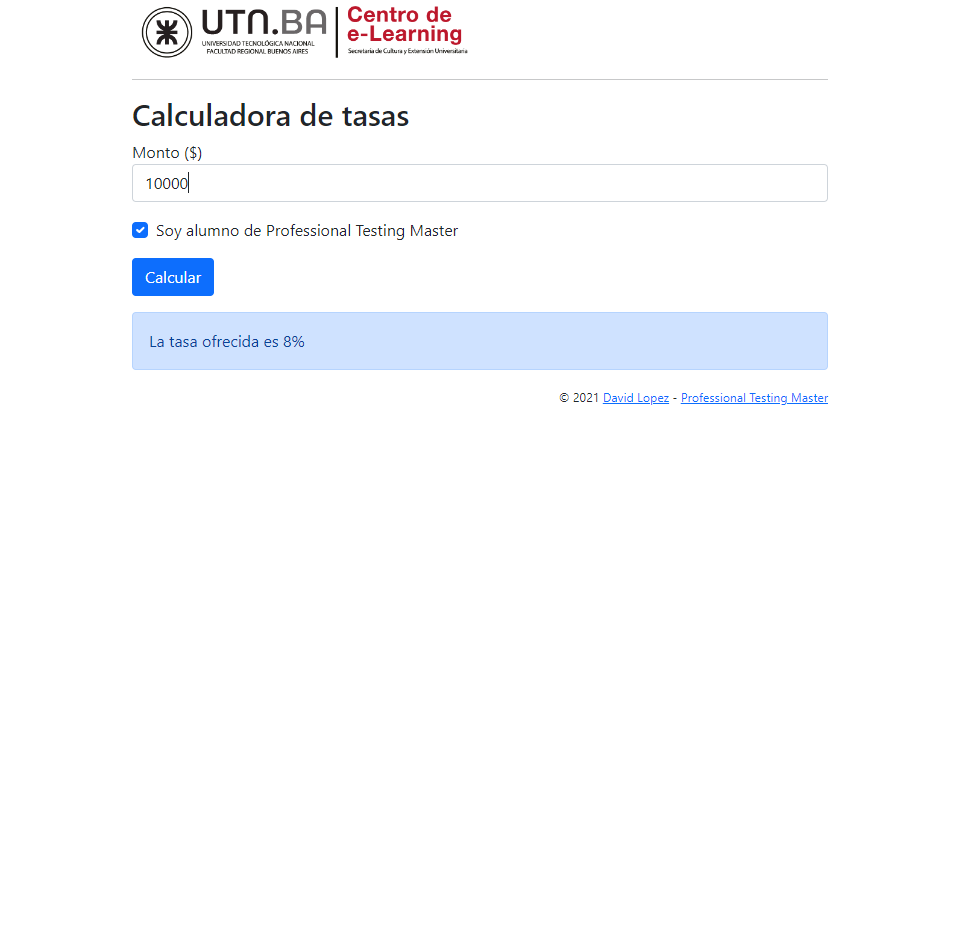 UTN.BA
UNIVERSIDAD TECNOLÓGICA NACIONAL
FACULTAD REGIONAL BUENOS AIRES
Centro de
e-Learning
Secretaría de Cultura y Extensión Universitaria
Calculadora de tasas
Monto ($)
10000
Soy alumno de Professional Testing Master
Calcular
La tasa ofrecida es 8%
© 2021 David Lopez - Professional Testing Master